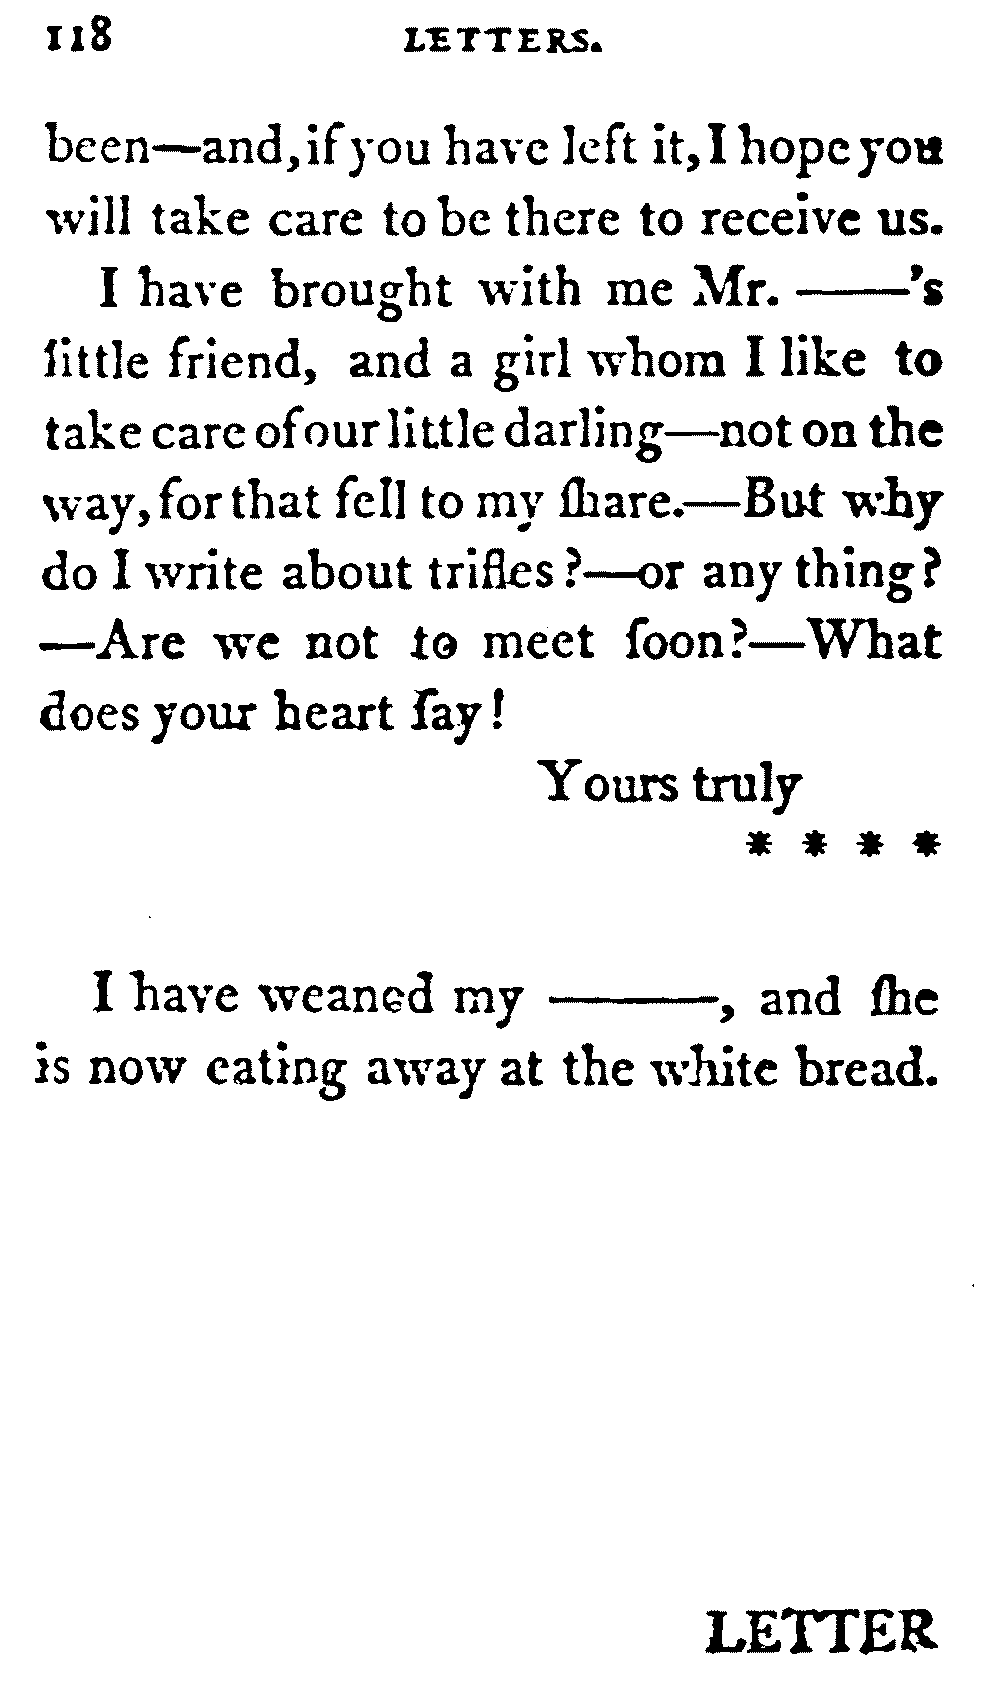 118 LETTERS.
been—and, if you have left it, I hope you
will take care to be there to receive us.
I have brought with me Mr. ——'s
little friend, and a girl whom I like to
take care of our little darling—not on the
way, for that fell to my ſhare.—But why
do I write about trifles?—or any thing?
—Are we not to meet ſoon?—What
does your heart ſay!
Yours truly
* * * *
I have weaned my ———, and ſhe
is now eating away at the white bread.
LETTER